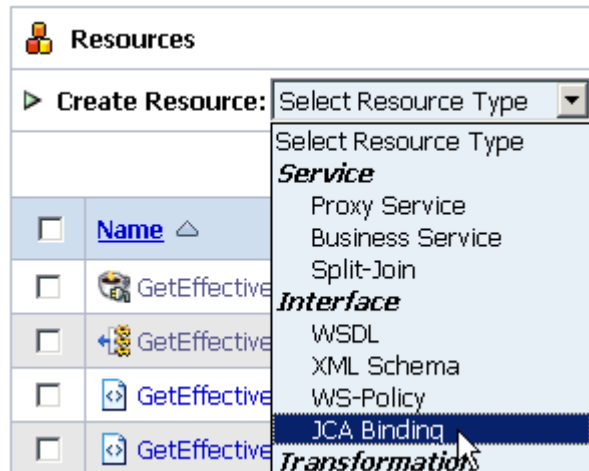 Resources
Create Resource: Select Resource Type
Select Resource Type
Service
Proxy Service
Business Service
Split-Join
Interface
WSDL
XML Schema
WS-Policy
JCA Binding
Transformation
Name
GetEffective
GetEffective
GetEffective
GetEffective